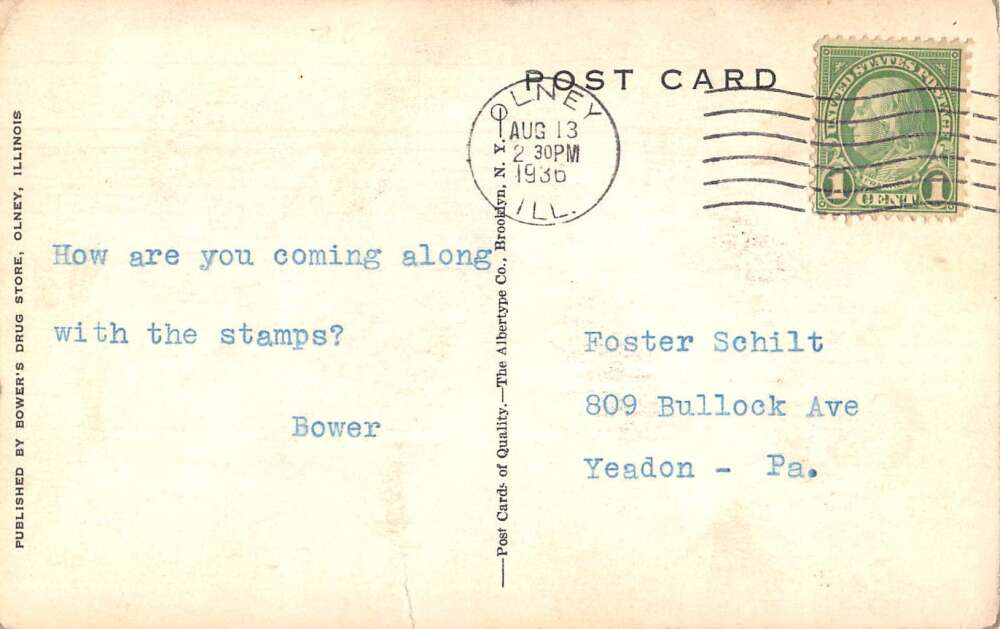 POST CARD
OLNEY
AUG 13
2 30PM
1936
ILL.
UNITED STATES POSTAGE
1 1
CENT
PUBLISHED BY BOWER'S DRUG STORE, OLNEY, ILLINOIS
How are you coming along
with the stamps?
Bower
—Post Cards of Quality.—The Albertype Co., Brooklyn, N. Y.—
Foster Schilt
809 Bullock Ave
Yeadon - Pa.